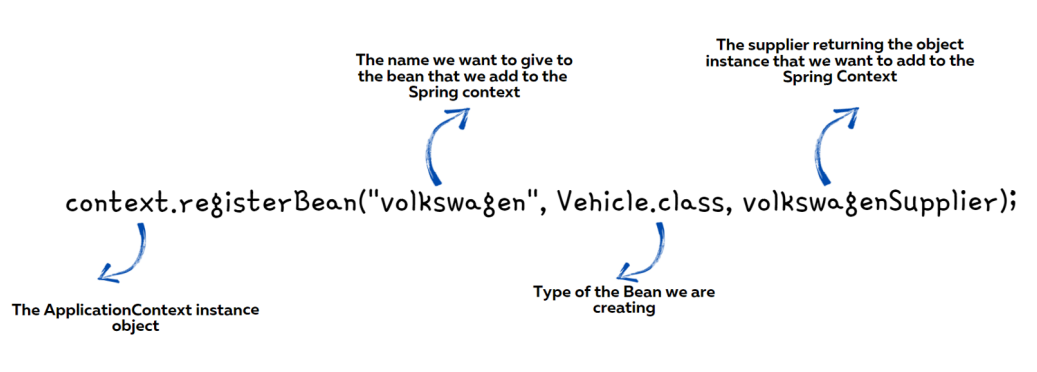 The name we want to give to
the bean that we add to the
Spring context
The supplier returning the object
instance that we want to add to the
Spring Context
context.registerBean("volkswagen", Vehicle.class, volkswagenSupplier);
The ApplicationContext instance
object
Type of the Bean we are
creating